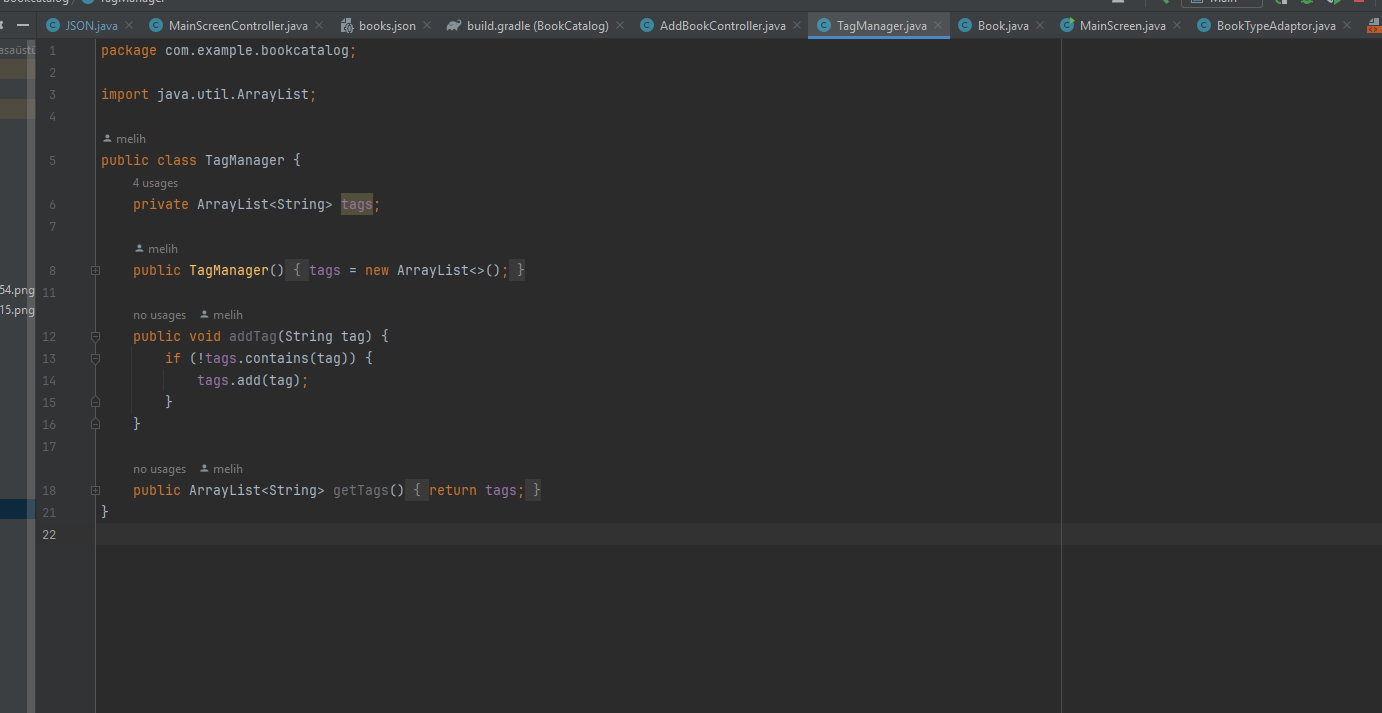 bookcatalog TagManager
Main
JSON.java MainScreenController.java books.json build.gradle (BookCatalog) AddBookController.java TagManager.java Book.java MainScreen.java BookTypeAdaptor.java
asaüstü
1 package com.example.bookcatalog;
2
3 import java.util.ArrayList;
4
melih
5 public class TagManager {
4 usages
6 private ArrayList<String> tags;
7
melih
8 public TagManager() { tags = new ArrayList<>(); }
54.png
11
15.png
no usages melih
12 public void addTag(String tag) {
13 if (!tags.contains(tag)) {
14 tags.add(tag);
15 }
16 }
17
no usages melih
18 public ArrayList<String> getTags() { return tags; }
21 }
22